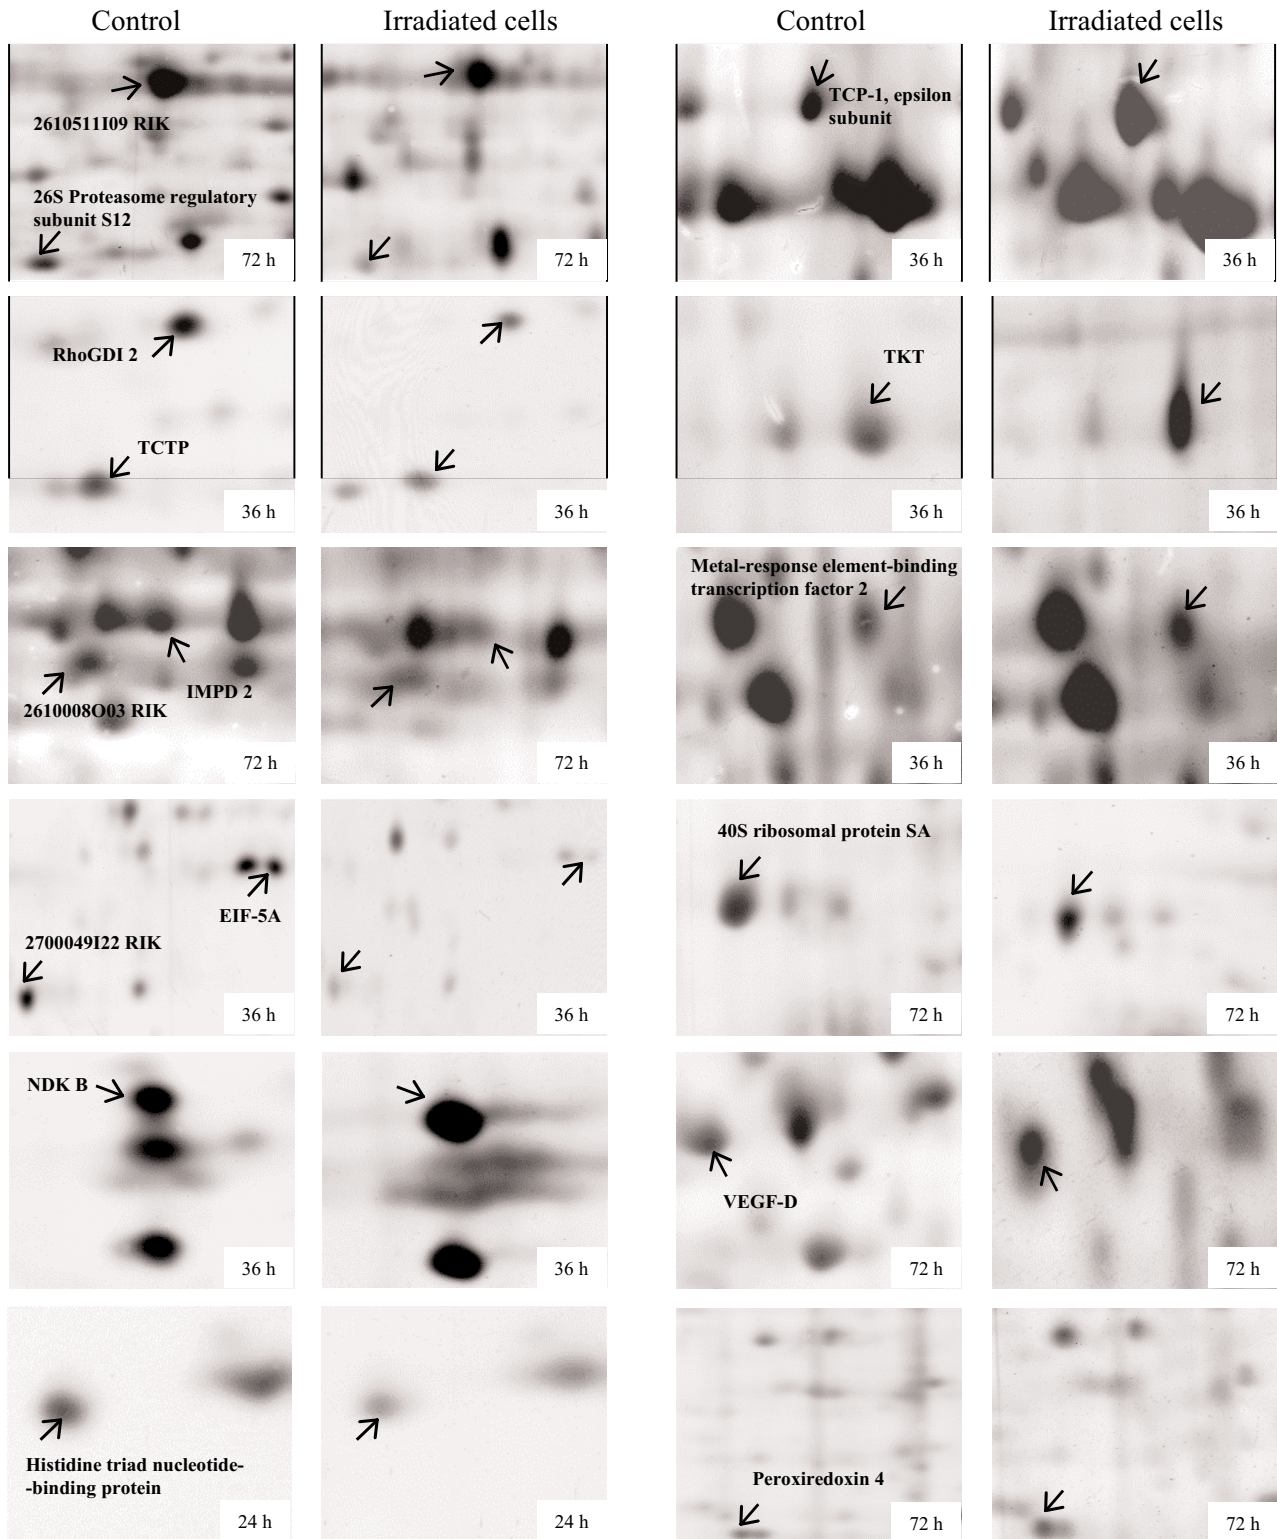 Control
Irradiated cells
Control
Irradiated cells
2610511I09 RIK
26S Proteasome regulatory
subunit S12
72 h
72 h
TCP-1, epsilon
subunit
36 h
36 h
RhoGDI 2
TCTP
36 h
36 h
TKT
36 h
36 h
IMPD 2
2610008O03 RIK
72 h
72 h
Metal-response element-binding
transcription factor 2
36 h
36 h
EIF-5A
2700049I22 RIK
36 h
36 h
40S ribosomal protein SA
72 h
72 h
NDK B
36 h
36 h
VEGF-D
72 h
72 h
Histidine triad nucleotide-
-binding protein
24 h
24 h
Peroxiredoxin 4
72 h
72 h